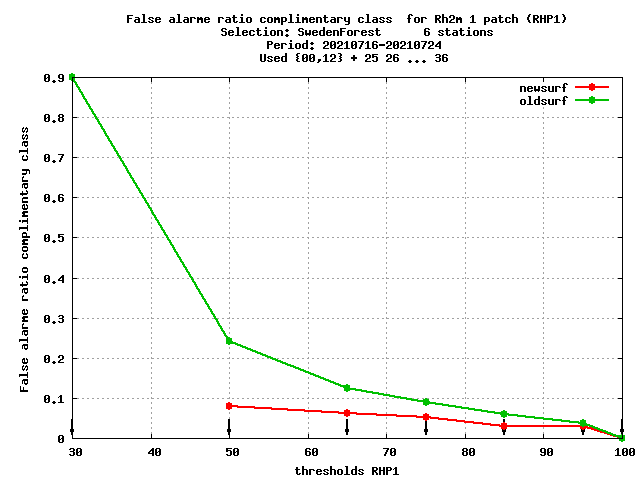 False alarme ratio complimentary class  for Rh2m 1 patch (RHP1)
Selection: SwedenForest      6 stations
Period: 20210716-20210724
Used {00,12} + 25 26 ... 36
newsurf
oldsurf
False alarme ratio complimentary class
0.9
0.8
0.7
0.6
0.5
0.4
0.3
0.2
0.1
0
30 40 50 60 70 80 90 100
thresholds RHP1